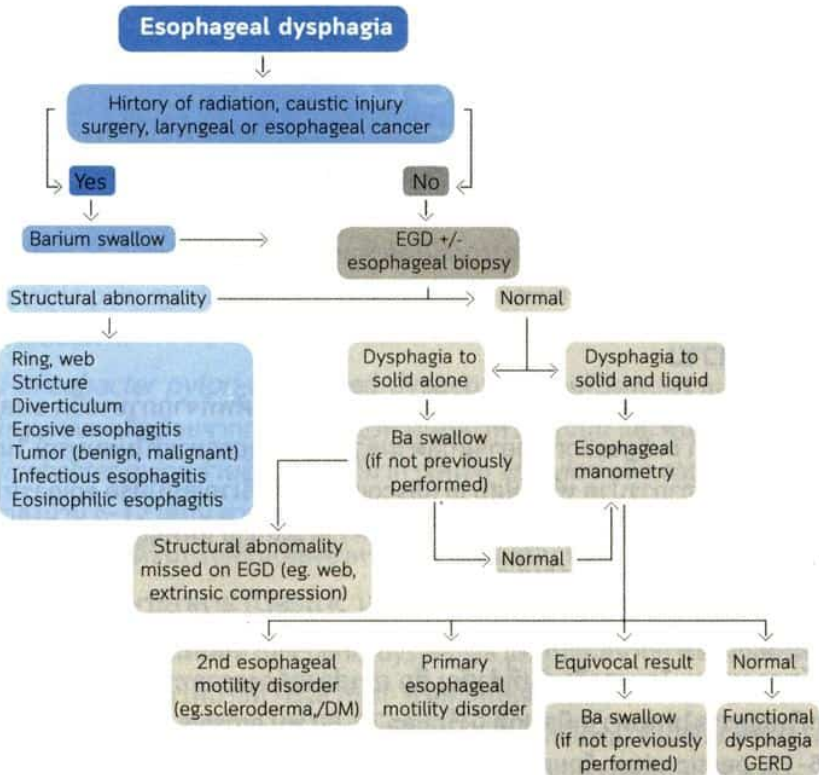 Esophageal dysphagia
Hirtory of radiation, caustic injury
surgery, laryngeal or esophageal cancer
Yes
No
Barium swallow
EGD +/-
esophageal biopsy
Structural abnormality
Normal
Ring, web
Stricture
Diverticulum
Erosive esophagitis
Tumor (benign, malignant)
Infectious esophagitis
Eosinophilic esophagitis
Dysphagia to
solid alone
Dysphagia to
solid and liquid
Ba swallow
(if not previously
performed)
Esophageal
manometry
Structural abnomality
missed on EGD (eg. web,
extrinsic compression)
Normal
2nd esophageal
motility disorder
(eg.scleroderma,/DM)
Primary
esophageal
motility disorder
Equivocal result
Normal
Ba swallow
(if not previously
performed)
Functional
dysphagia
GERD